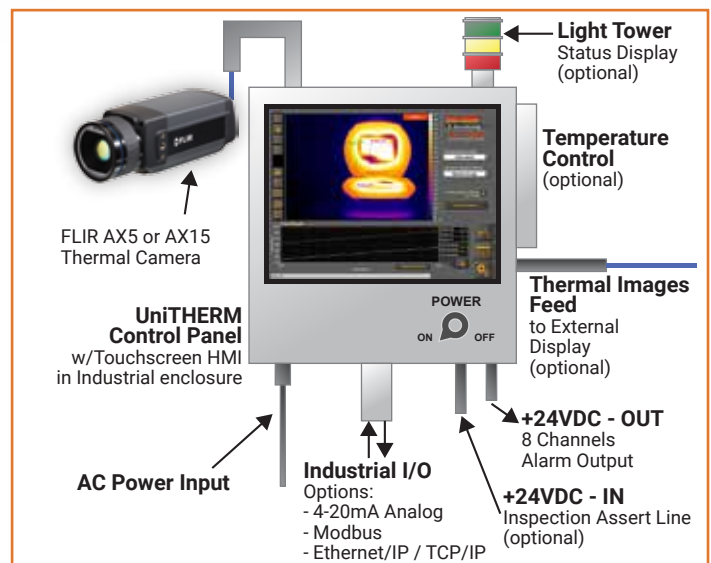 Light Tower
Status Display
(optional)
FLIR
Temperature
Control
(optional)
FLIR AX5 or AX15
Thermal Camera
UniTHERM
Control Panel
w/Touchscreen HMI
in Industrial enclosure
POWER
ON
OFF
Thermal Images
Feed
to External
Display
(optional)
+24VDC - OUT
8 Channels
Alarm Output
AC Power Input
Industrial I/O
Options:
- 4-20mA Analog
- Modbus
- Ethernet/IP / TCP/IP
+24VDC - IN
Inspection Assert Line
(optional)